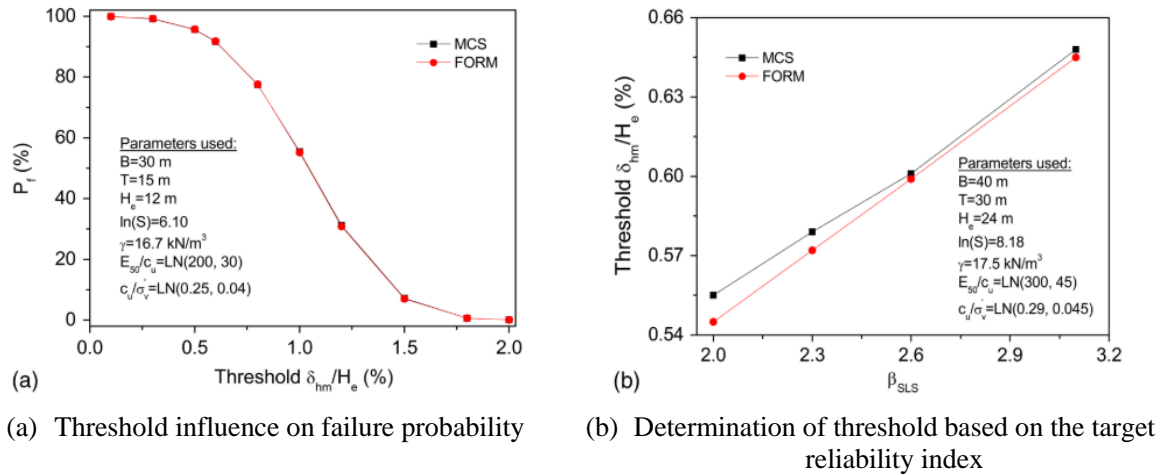 100
80
60
40
20
0
P_f (%)
MCS
FORM
Parameters used:
B=30 m
T=15 m
H_e=12 m
ln(S)=6.10
γ=16.7 kN/m³
E₅₀/c_u=LN(200, 30)
c_u/σ'_v=LN(0.25, 0.04)
0.0 0.5 1.0 1.5 2.0
Threshold δ_hm/H_e (%)
(a)
0.66
0.63
0.60
0.57
0.54
Threshold δ_hm/H_e (%)
MCS
FORM
Parameters used:
B=40 m
T=30 m
H_e=24 m
ln(S)=8.18
γ=17.5 kN/m³
E₅₀/c_u=LN(300, 45)
c_u/σ'_v=LN(0.29, 0.045)
2.0 2.3 2.6 2.9 3.2
β_SLS
(b)
(a) Threshold influence on failure probability
(b) Determination of threshold based on the target
reliability index